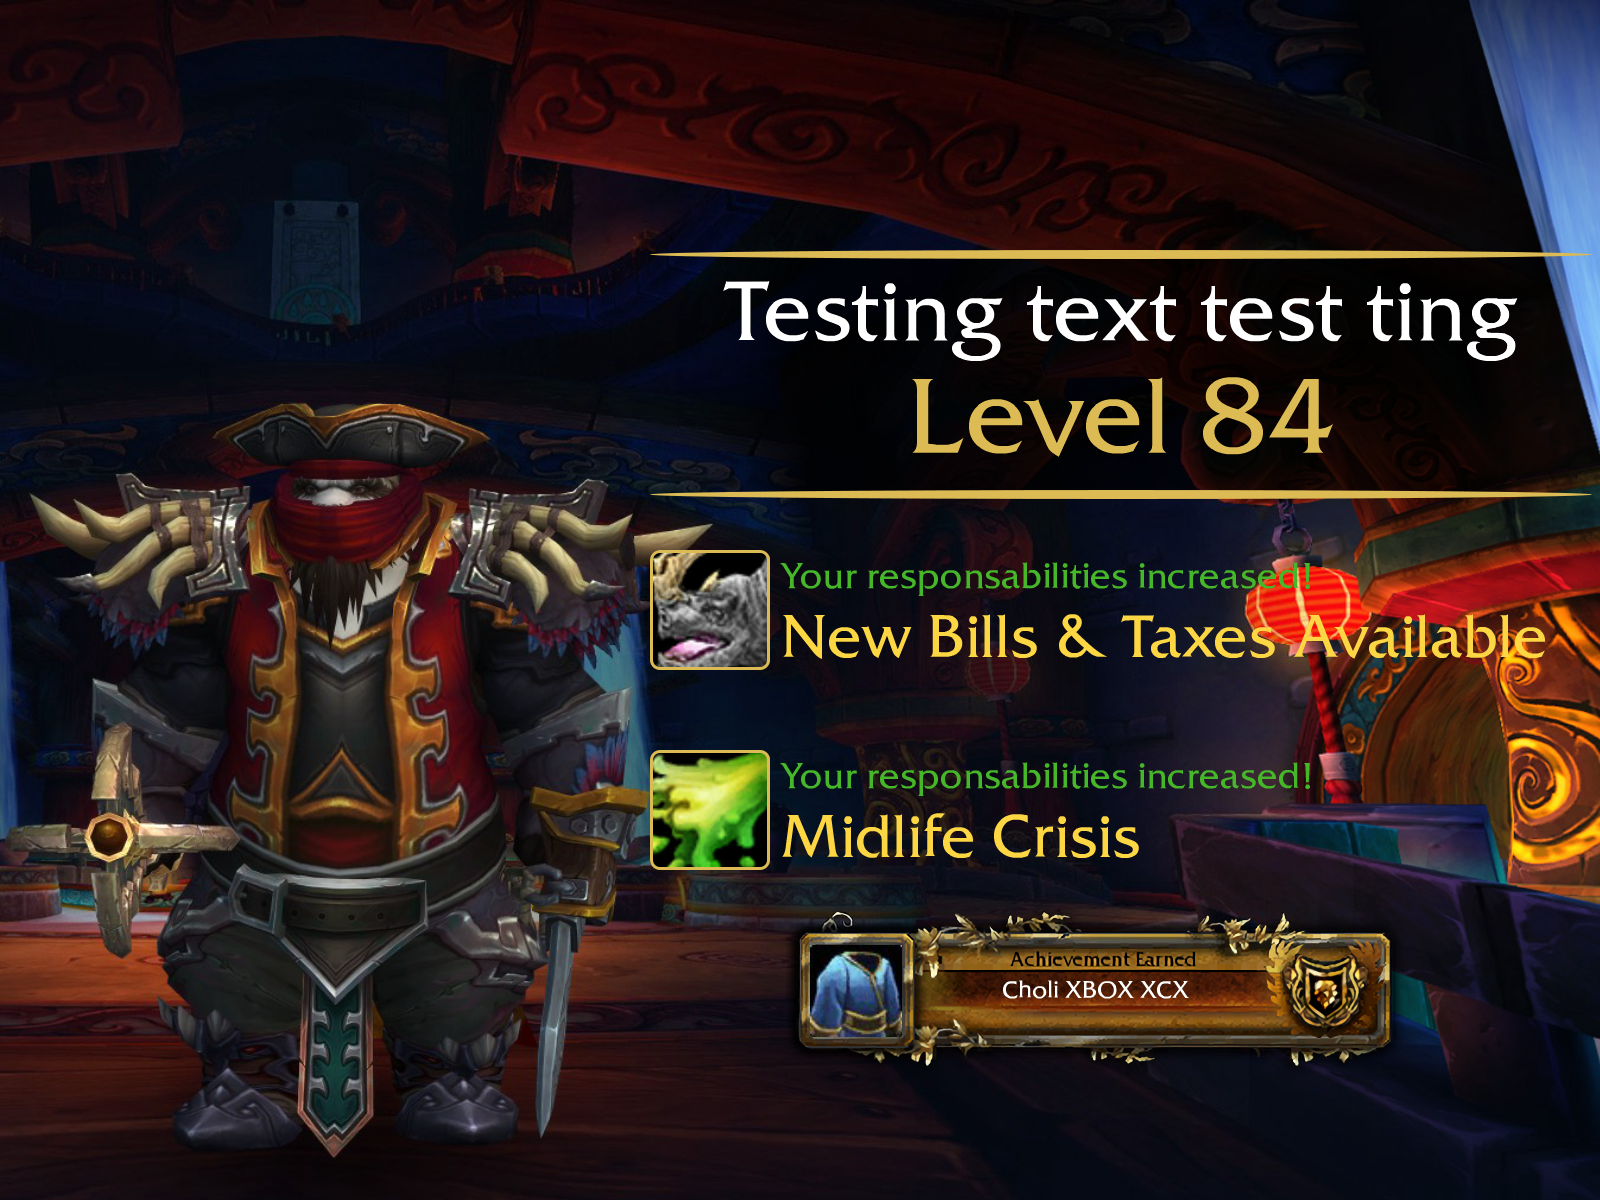 Testing text test ting
Level 84
Your responsabilities increased!
New Bills & Taxes Available
Your responsabilities increased!
Midlife Crisis
Achievement Earned
Choli XBOX XCX